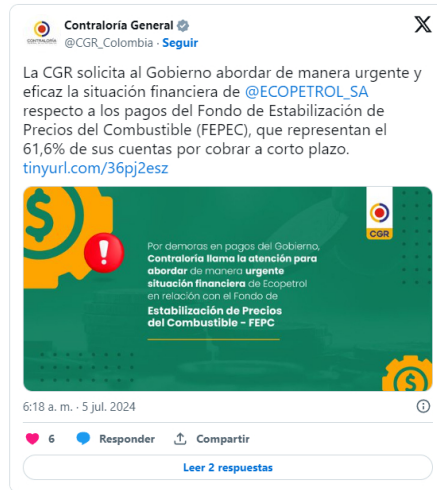 Contraloría General
@CGR_Colombia · Seguir
La CGR solicita al Gobierno abordar de manera urgente y
eficaz la situación financiera de @ECOPETROL_SA
respecto a los pagos del Fondo de Estabilización de
Precios del Combustible (FEPEC), que representan el
61,6% de sus cuentas por cobrar a corto plazo.
tinyurl.com/36pj2esz
CGR
Por demoras en pagos del Gobierno,
Contraloría llama la atención para
abordar de manera urgente
situación financiera de Ecopetrol
en relación con el Fondo de
Estabilización de Precios
del Combustible - FEPC
6:18 a. m. · 5 jul. 2024
6 Responder Compartir
Leer 2 respuestas